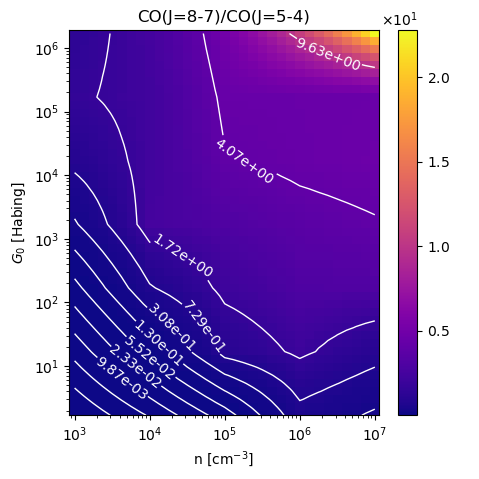 CO(J=8-7)/CO(J=5-4)
×10¹
10⁶
10⁵
10⁴
10³
10²
10¹
G₀ [Habing]
9.63e+00
4.07e+00
1.72e+00
7.29e-01
3.08e-01
1.30e-01
5.52e-02
2.33e-02
9.87e-03
2.0
1.5
1.0
0.5
10³
10⁴
10⁵
10⁶
10⁷
n [cm⁻³]